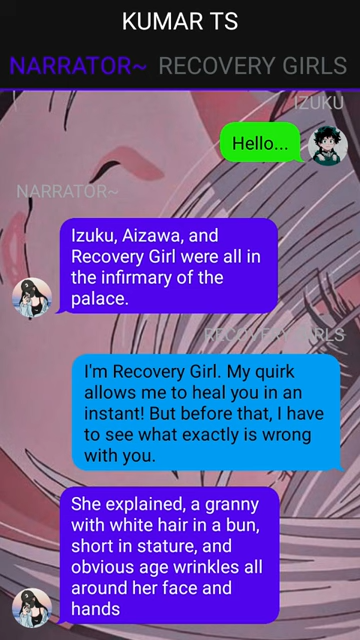 KUMAR TS
NARRATOR~ RECOVERY GIRLS
IZUKU
Hello...
NARRATOR~
Izuku, Aizawa, and
Recovery Girl were all in
the infirmary of the
palace.
RECOVERY GIRLS
I'm Recovery Girl. My quirk
allows me to heal you in an
instant! But before that, I have
to see what exactly is wrong
with you.
She explained, a granny
with white hair in a bun,
short in stature, and
obvious age wrinkles all
around her face and
hands